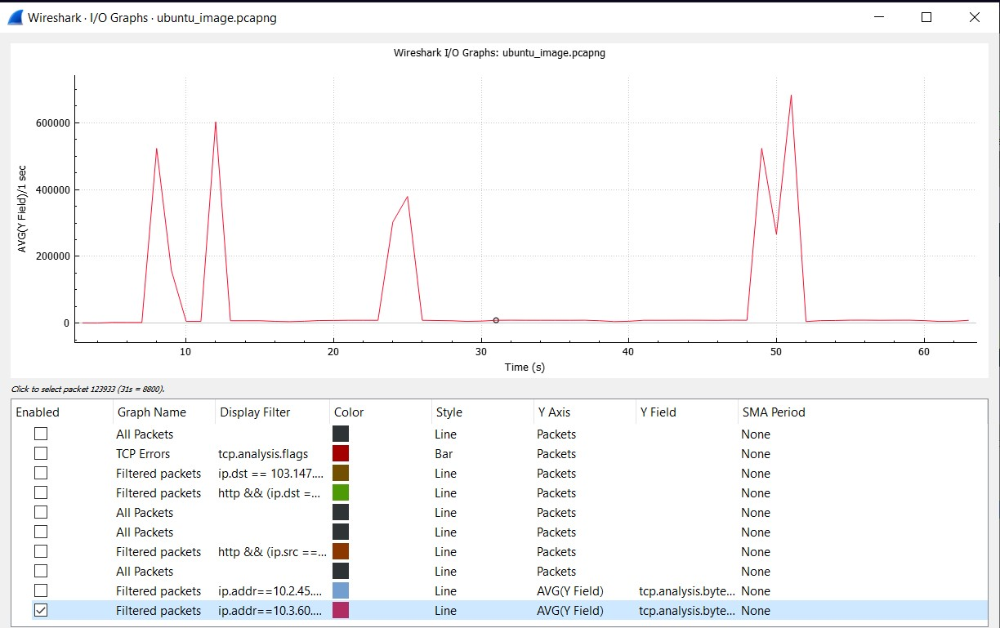 Wireshark · I/O Graphs · ubuntu_image.pcapng
Wireshark I/O Graphs: ubuntu_image.pcapng
AVG(Y Field)/1 sec
600000
400000
200000
0
10 20 30 40 50 60
Time (s)
Click to select packet 123933 (31s = 8800).
Enabled Graph Name Display Filter Color Style Y Axis Y Field SMA Period
All Packets Line Packets None
TCP Errors tcp.analysis.flags Bar Packets None
Filtered packets ip.dst == 103.147.... Line Packets None
Filtered packets http && (ip.dst =... Line Packets None
All Packets Line Packets None
All Packets Line Packets None
Filtered packets http && (ip.src ==... Line Packets None
All Packets Line Packets None
Filtered packets ip.addr==10.2.45.... Line AVG(Y Field) tcp.analysis.byte... None
Filtered packets ip.addr==10.3.60.... Line AVG(Y Field) tcp.analysis.byte... None